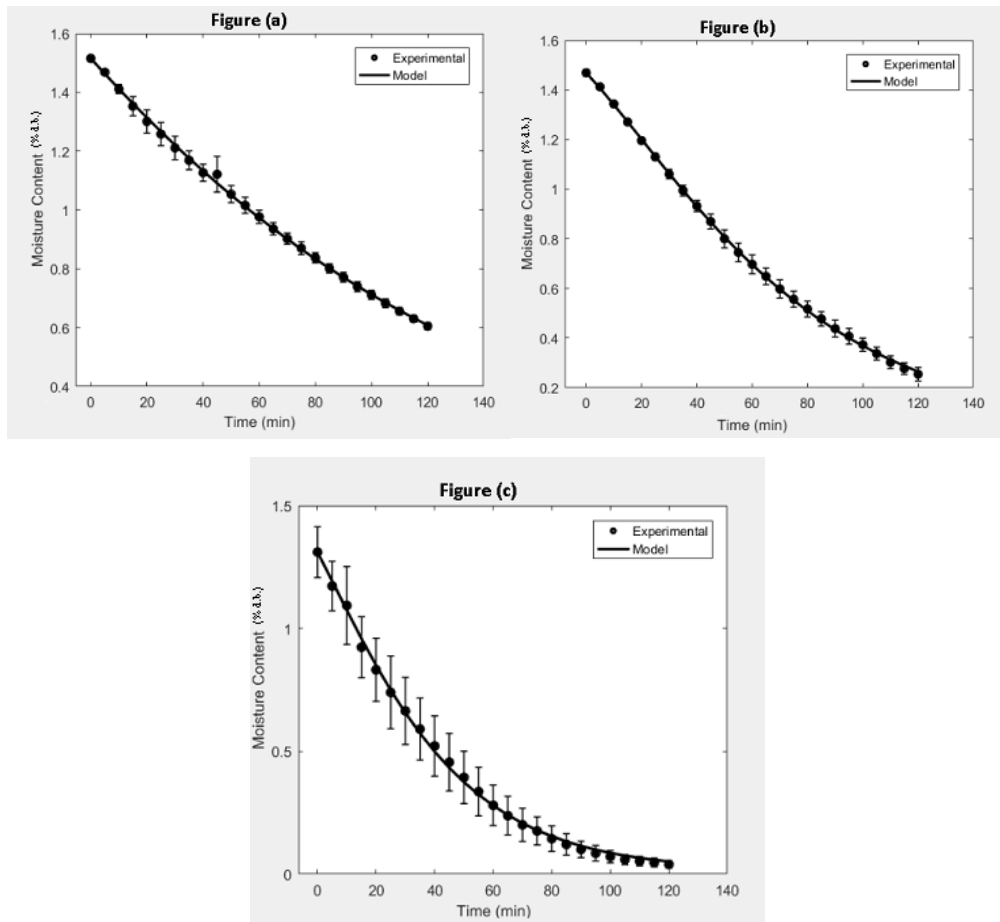 Figure (a)
1.6
1.4
1.2
1
0.8
0.6
0.4
Moisture Content (% d.b.)
Experimental
Model
0 20 40 60 80 100 120 140
Time (min)
Figure (b)
1.6
1.4
1.2
1
0.8
0.6
0.4
0.2
Moisture Content (% d.b.)
Experimental
Model
0 20 40 60 80 100 120 140
Time (min)
Figure (c)
1.5
1
0.5
0
Moisture Content (% d.b.)
Experimental
Model
0 20 40 60 80 100 120 140
Time (min)